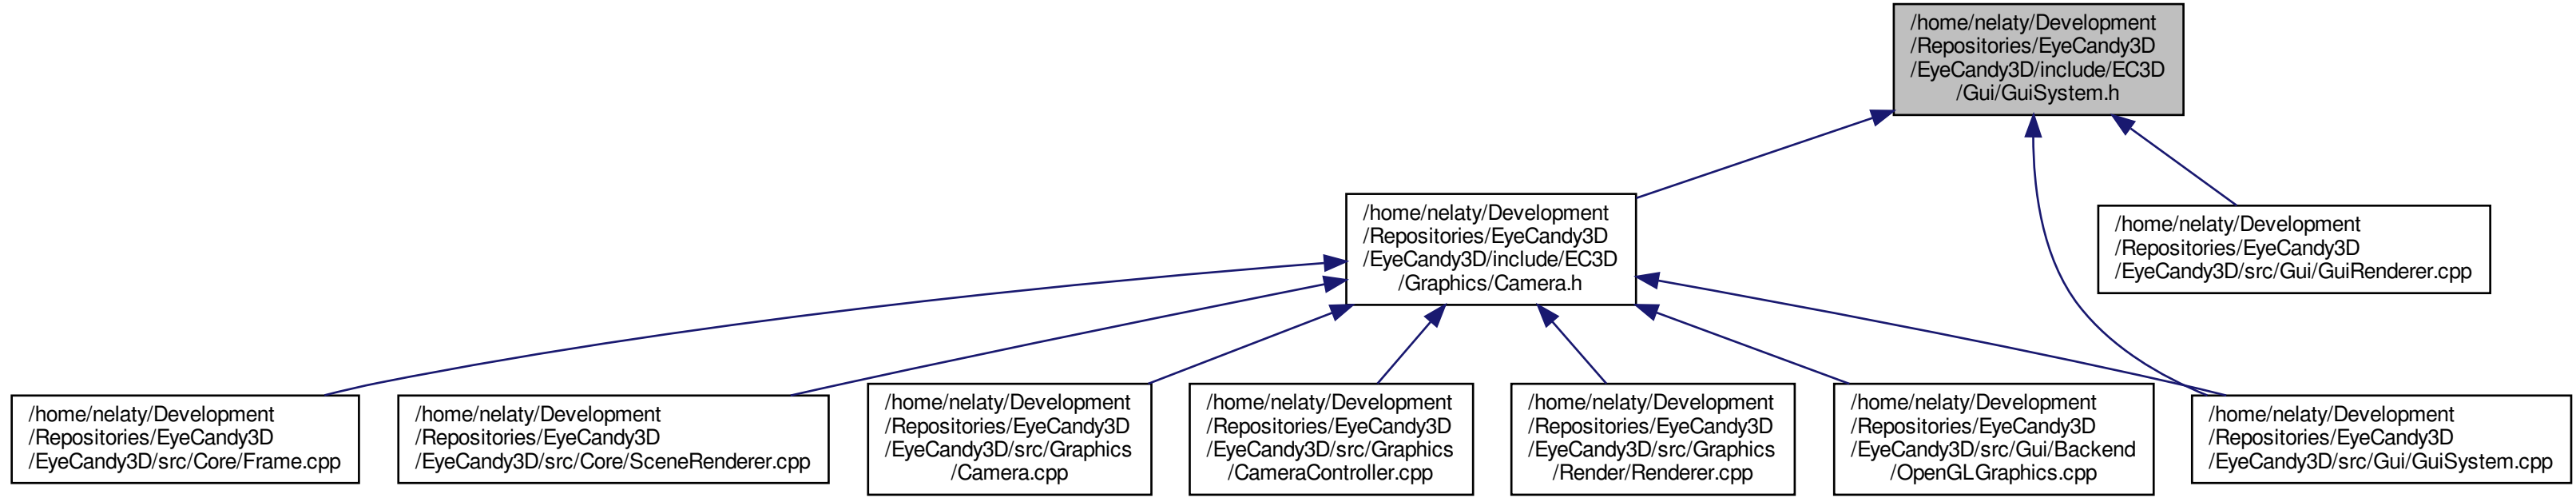 /home/nelaty/Development
/Repositories/EyeCandy3D
/EyeCandy3D/include/EC3D
/Gui/GuiSystem.h
/home/nelaty/Development
/Repositories/EyeCandy3D
/EyeCandy3D/include/EC3D
/Graphics/Camera.h
/home/nelaty/Development
/Repositories/EyeCandy3D
/EyeCandy3D/src/Gui/GuiRenderer.cpp
/home/nelaty/Development
/Repositories/EyeCandy3D
/EyeCandy3D/src/Core/Frame.cpp
/home/nelaty/Development
/Repositories/EyeCandy3D
/EyeCandy3D/src/Core/SceneRenderer.cpp
/home/nelaty/Development
/Repositories/EyeCandy3D
/EyeCandy3D/src/Graphics
/Camera.cpp
/home/nelaty/Development
/Repositories/EyeCandy3D
/EyeCandy3D/src/Graphics
/CameraController.cpp
/home/nelaty/Development
/Repositories/EyeCandy3D
/EyeCandy3D/src/Graphics
/Render/Renderer.cpp
/home/nelaty/Development
/Repositories/EyeCandy3D
/EyeCandy3D/src/Gui/Backend
/OpenGLGraphics.cpp
/home/nelaty/Development
/Repositories/EyeCandy3D
/EyeCandy3D/src/Gui/GuiSystem.cpp